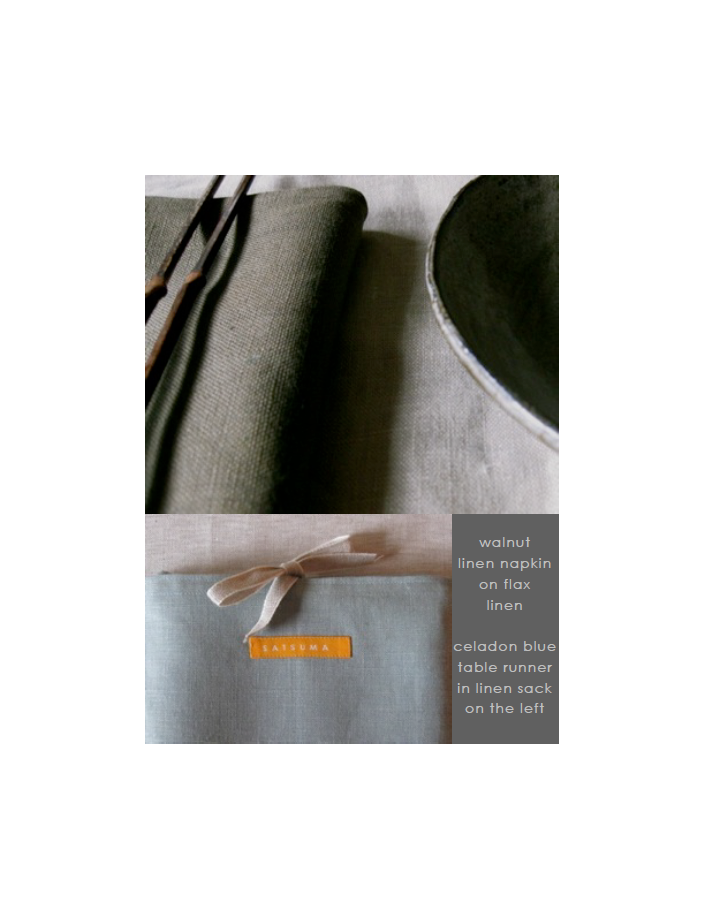 SATSUMA
walnut
linen napkin
on flax
linen
celadon blue
table runner
in linen sack
on the left